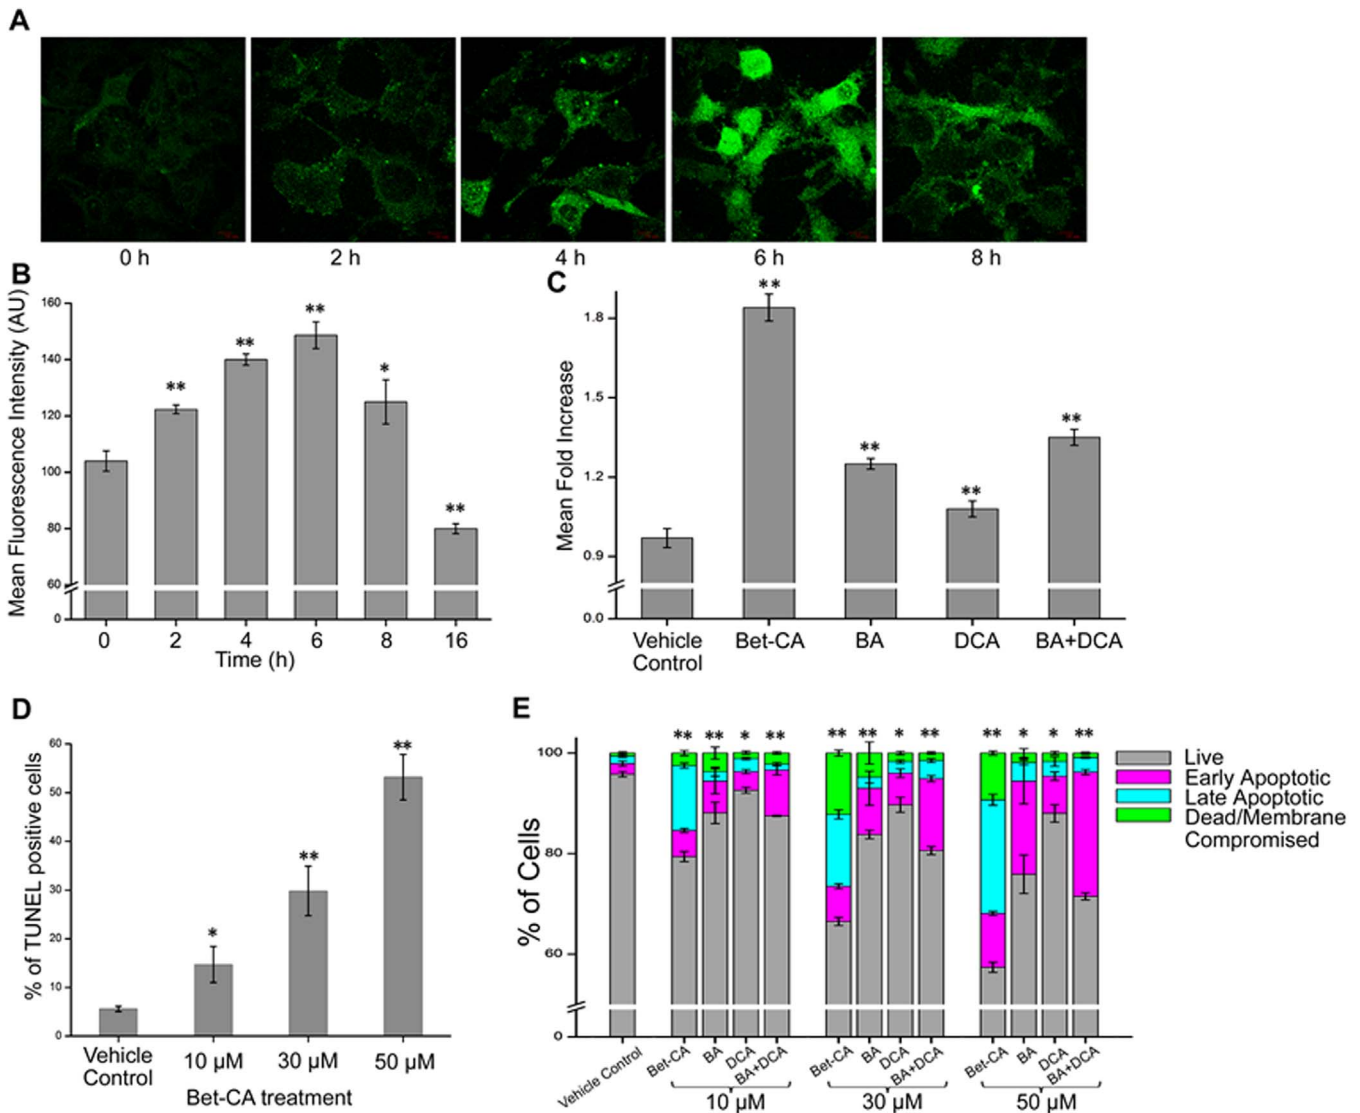 A
0 h
2 h
4 h
6 h
8 h
B
Mean Fluorescence Intensity (AU)
160
140
120
100
80
60
0
**
**
**
*
**
0
2
4
6
8
16
Time (h)
C
Mean Fold Increase
1.8
1.5
1.2
0.9
0.0
**
**
**
**
Vehicle
Control
Bet-CA
BA
DCA
BA+DCA
D
% of TUNEL positive cells
60
50
40
30
20
10
0
*
**
**
Vehicle
Control
10 µM
30 µM
50 µM
Bet-CA treatment
E
% of Cells
100
80
60
0
** ** * **
** ** * **
** * * **
Live
Early Apoptotic
Late Apoptotic
Dead/Membrane
Compromised
Vehicle Control
Bet-CA
BA
DCA
BA+DCA
Bet-CA
BA
DCA
BA+DCA
Bet-CA
BA
DCA
BA+DCA
10 µM
30 µM
50 µM